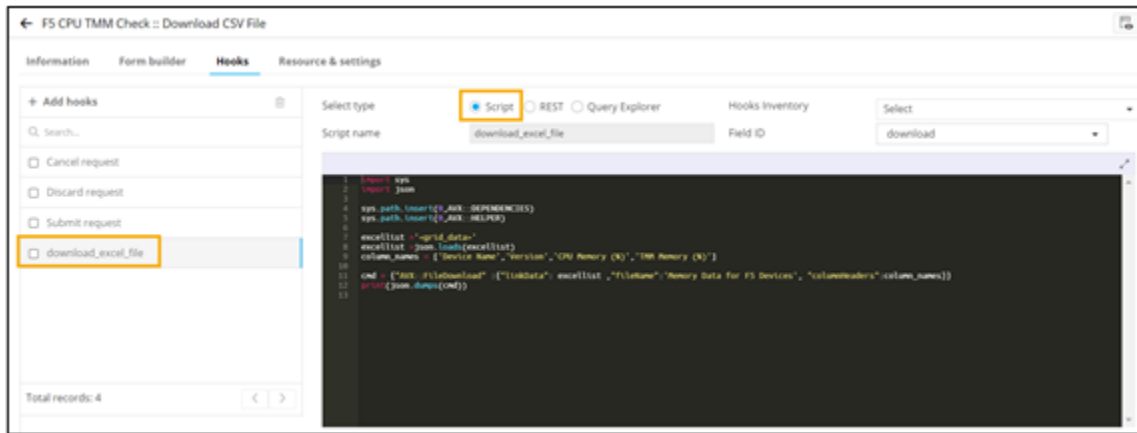 ← F5 CPU TMM Check :: Download CSV File
Information Form builder Hooks Resource & settings
+ Add hooks
Search...
Cancel request
Discard request
Submit request
download_excel_file
Total records: 4
Select type Script REST Query Explorer Hooks Inventory Select
Script name download_excel_file Field ID download
1 import sys
2 import json
3
4 sys.path.insert(0,AVX::DEPENDENCIES)
5 sys.path.insert(0,AVX::HELPER)
6
7 excellist ='<grid_data>'
8 excellist =json.loads(excellist)
9 column_names = ['Device Name','Version','CPU Memory (%)','TMM Memory (%)']
10
11 cmd = {"AVX::FileDownload" :{"linkData": excellist ,"fileName":'Memory Data for F5 Devices', "columnHeaders":column_names}}
12 print(json.dumps(cmd))
13